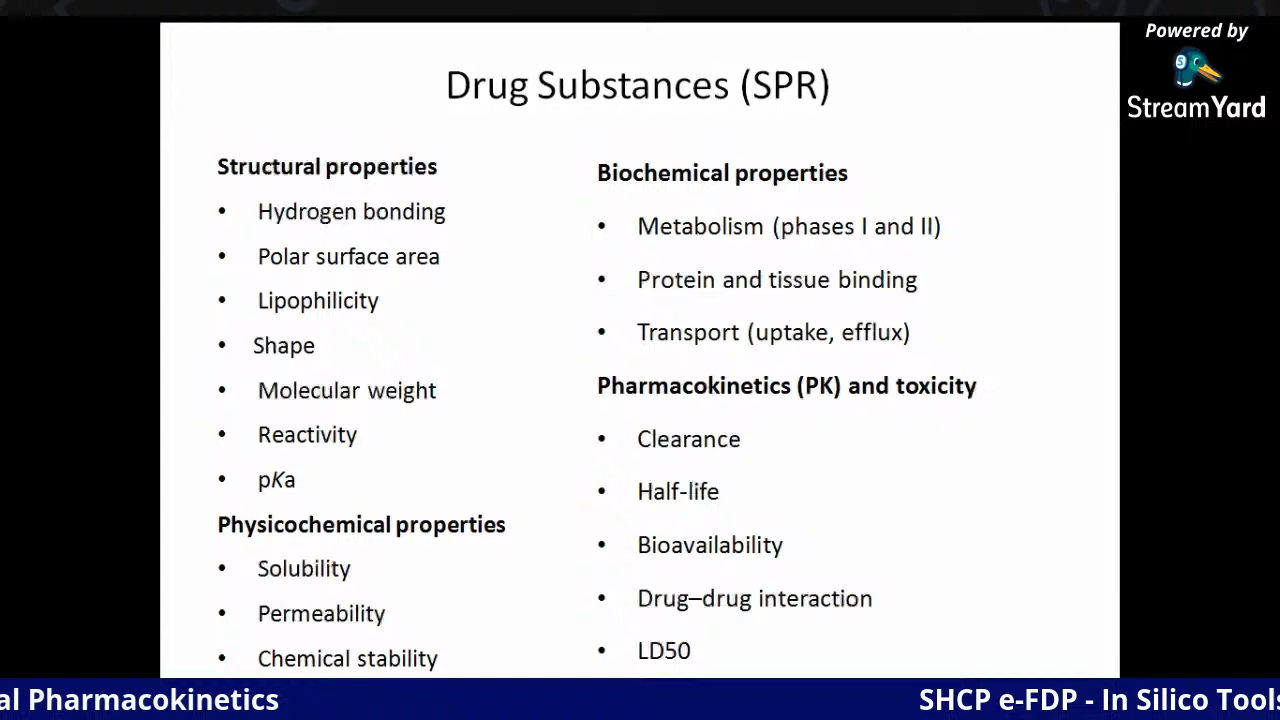 Powered by
StreamYard
Drug Substances (SPR)
Structural properties
• Hydrogen bonding
• Polar surface area
• Lipophilicity
• Shape
• Molecular weight
• Reactivity
• pKa
Physicochemical properties
• Solubility
• Permeability
• Chemical stability
Biochemical properties
• Metabolism (phases I and II)
• Protein and tissue binding
• Transport (uptake, efflux)
Pharmacokinetics (PK) and toxicity
• Clearance
• Half-life
• Bioavailability
• Drug–drug interaction
• LD50
al Pharmacokinetics
SHCP e-FDP - In Silico Tools